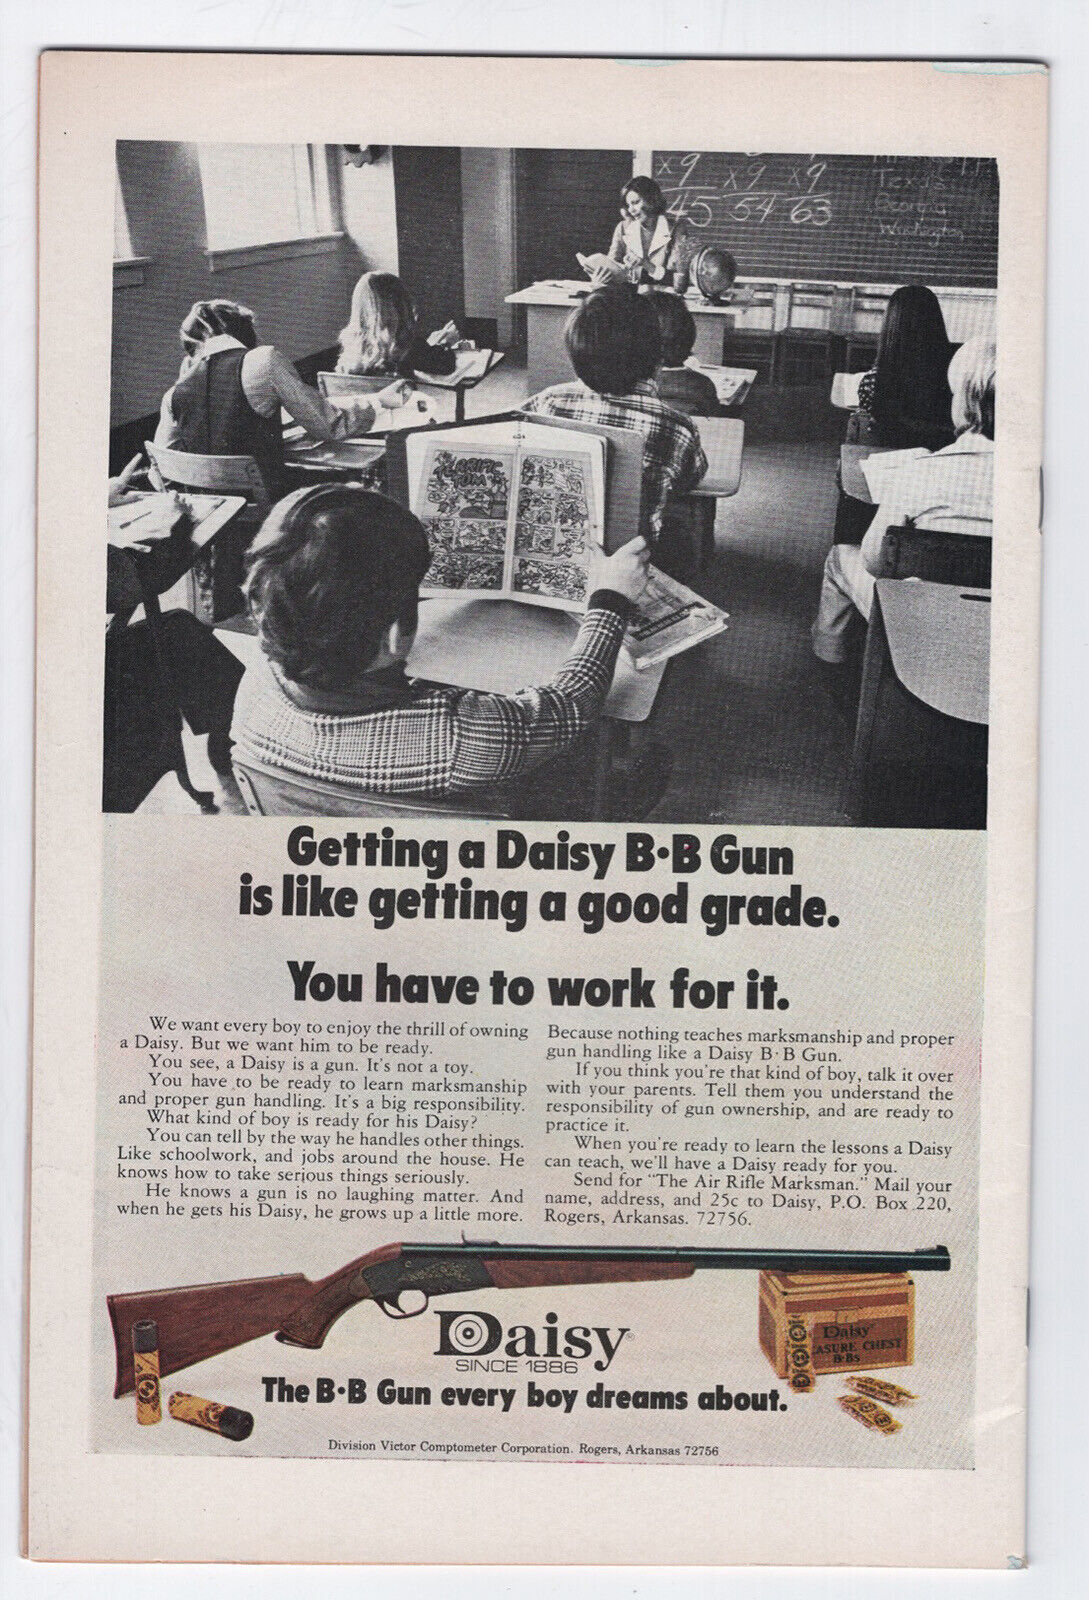 x9 x9 x9
45 54 63
Texas
Georgia
Washington
Getting a Daisy B·B Gun
is like getting a good grade.
You have to work for it.
We want every boy to enjoy the thrill of owning
a Daisy. But we want him to be ready.
You see, a Daisy is a gun. It's not a toy.
You have to be ready to learn marksmanship
and proper gun handling. It's a big responsibility.
What kind of boy is ready for his Daisy?
You can tell by the way he handles other things.
Like schoolwork, and jobs around the house. He
knows how to take serious things seriously.
He knows a gun is no laughing matter. And
when he gets his Daisy, he grows up a little more.
Because nothing teaches marksmanship and proper
gun handling like a Daisy B·B Gun.
If you think you're that kind of boy, talk it over
with your parents. Tell them you understand the
responsibility of gun ownership, and are ready to
practice it.
When you're ready to learn the lessons a Daisy
can teach, we'll have a Daisy ready for you.
Send for "The Air Rifle Marksman." Mail your
name, address, and 25c to Daisy, P.O. Box 220,
Rogers, Arkansas. 72756.
Daisy®
SINCE 1886
Daisy
ASURE CHEST
B·Bs
The B·B Gun every boy dreams about.
Division Victor Comptometer Corporation. Rogers, Arkansas 72756